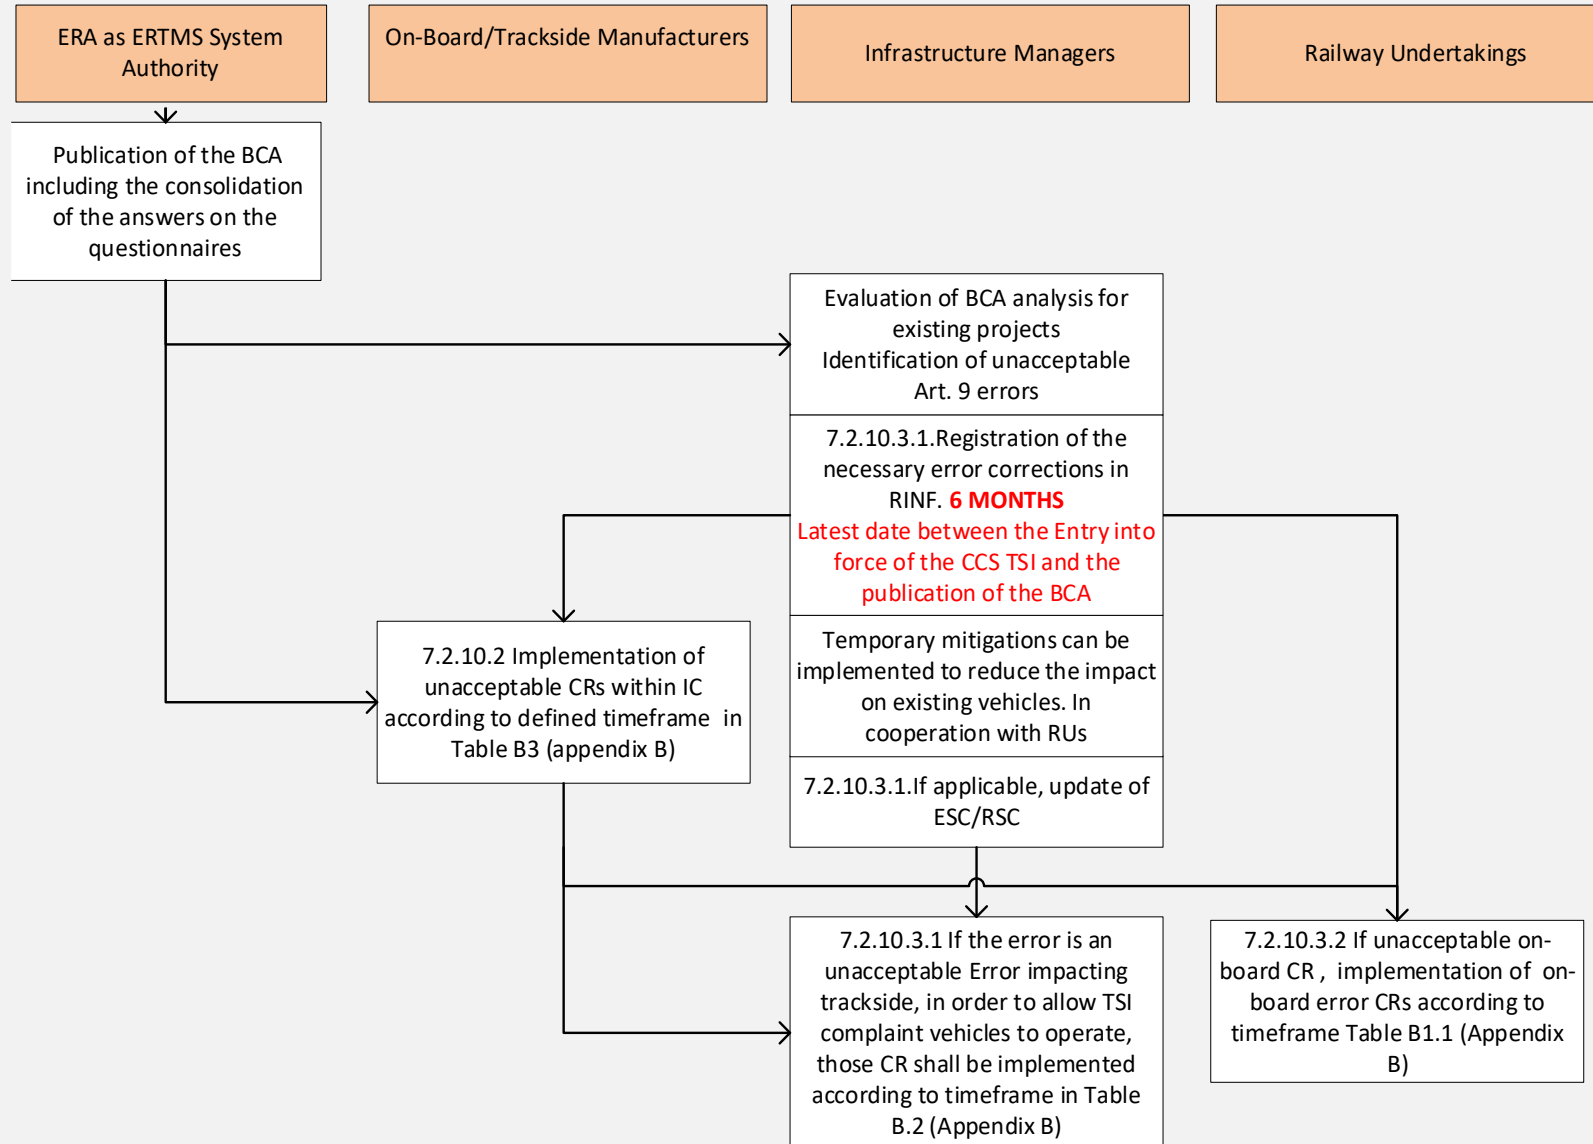 ERA as ERTMS System
Authority
On-Board/Trackside Manufacturers
Infrastructure Managers
Railway Undertakings
Publication of the BCA
including the consolidation
of the answers on the
questionnaires
Evaluation of BCA analysis for
existing projects
Identification of unacceptable
Art. 9 errors
7.2.10.3.1.Registration of the
necessary error corrections in
RINF. 6 MONTHS
Latest date between the Entry into
force of the CCS TSI and the
publication of the BCA
7.2.10.2 Implementation of
unacceptable CRs within IC
according to defined timeframe in
Table B3 (appendix B)
Temporary mitigations can be
implemented to reduce the impact
on existing vehicles. In
cooperation with RUs
7.2.10.3.1.If applicable, update of
ESC/RSC
7.2.10.3.1 If the error is an
unacceptable Error impacting
trackside, in order to allow TSI
complaint vehicles to operate,
those CR shall be implemented
according to timeframe in Table
B.2 (Appendix B)
7.2.10.3.2 If unacceptable on-
board CR , implementation of on-
board error CRs according to
timeframe Table B1.1 (Appendix
B)